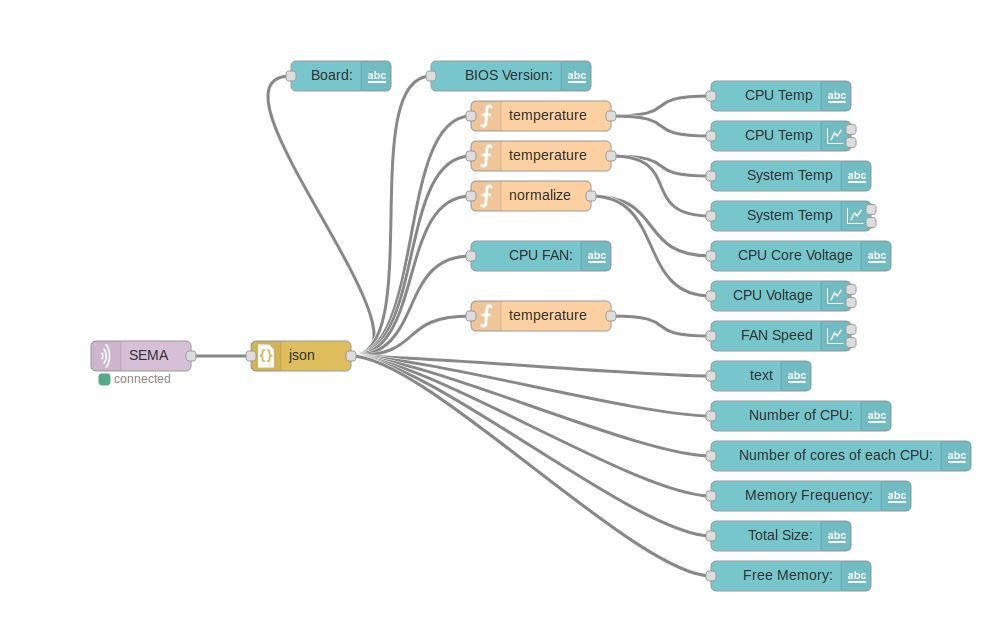 Board: abc
BIOS Version: abc
CPU Temp abc
temperature
CPU Temp
temperature
System Temp abc
normalize
System Temp
CPU FAN: abc
CPU Core Voltage abc
CPU Voltage
temperature
FAN Speed
SEMA
{} json
connected
text abc
Number of CPU: abc
Number of cores of each CPU: abc
Memory Frequency: abc
Total Size: abc
Free Memory: abc